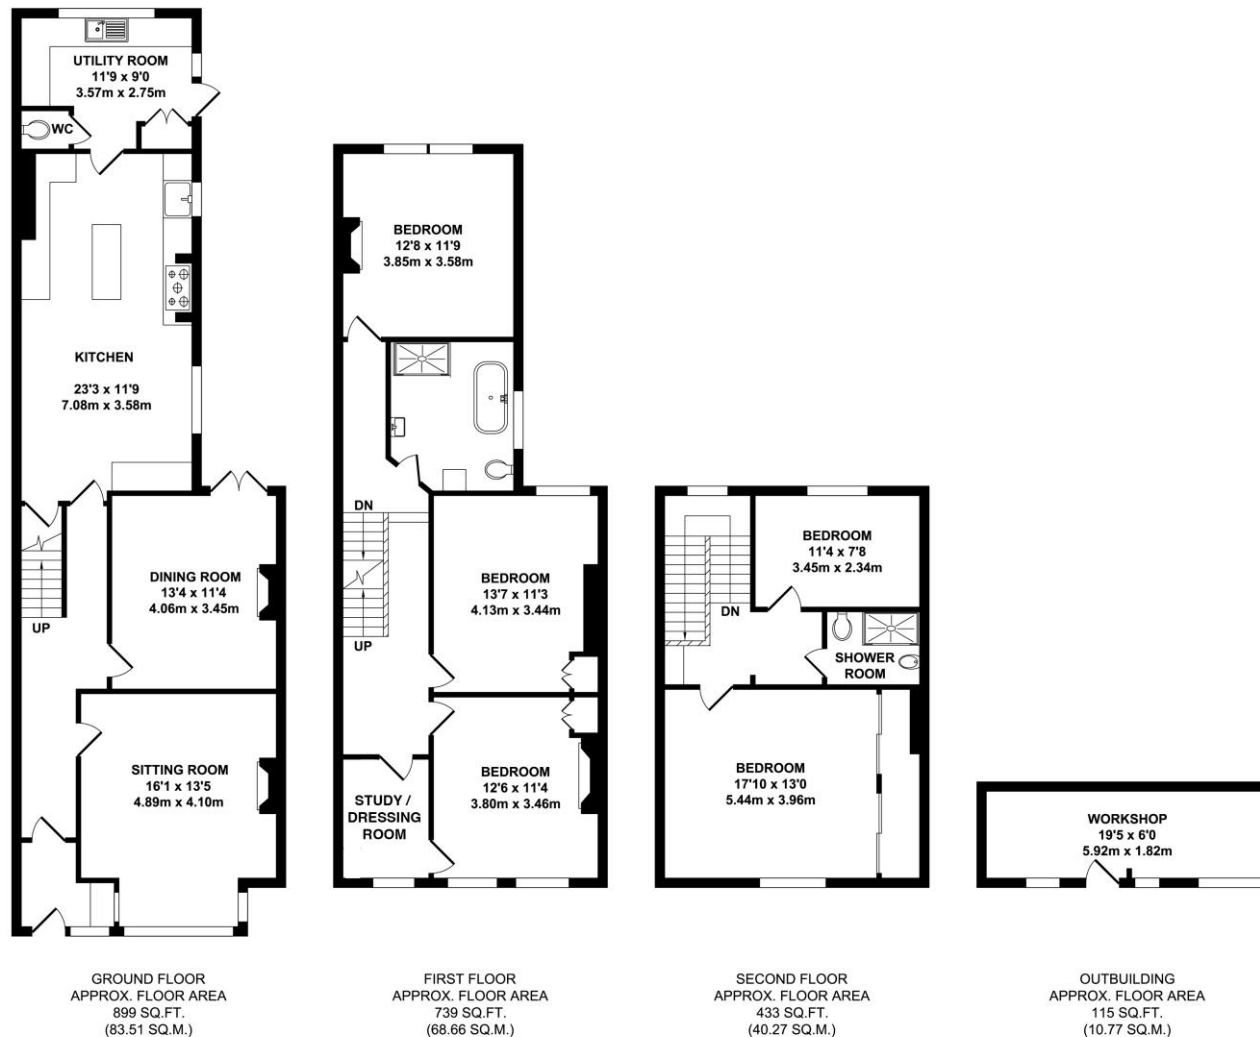 UTILITY ROOM
11'9 x 9'0
3.57m x 2.75m
WC
KITCHEN
23'3 x 11'9
7.08m x 3.58m
DINING ROOM
13'4 x 11'4
4.06m x 3.45m
UP
SITTING ROOM
16'1 x 13'5
4.89m x 4.10m
GROUND FLOOR
APPROX. FLOOR AREA
899 SQ.FT.
(83.51 SQ.M.)
BEDROOM
12'8 x 11'9
3.85m x 3.58m
DN
BEDROOM
13'7 x 11'3
4.13m x 3.44m
UP
BEDROOM
12'6 x 11'4
3.80m x 3.46m
STUDY /
DRESSING
ROOM
FIRST FLOOR
APPROX. FLOOR AREA
739 SQ.FT.
(68.66 SQ.M.)
BEDROOM
11'4 x 7'8
3.45m x 2.34m
DN
SHOWER
ROOM
BEDROOM
17'10 x 13'0
5.44m x 3.96m
SECOND FLOOR
APPROX. FLOOR AREA
433 SQ.FT.
(40.27 SQ.M.)
WORKSHOP
19'5 x 6'0
5.92m x 1.82m
OUTBUILDING
APPROX. FLOOR AREA
115 SQ.FT.
(10.77 SQ.M.)